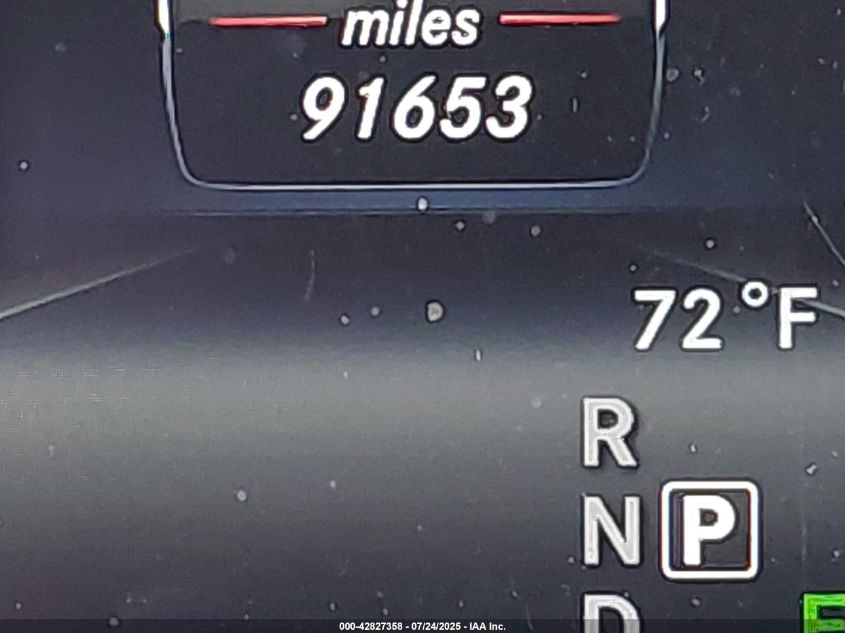 miles
91653
72°F
R
N P
D
E
000-42827358 - 07/24/2025 - IAA Inc.